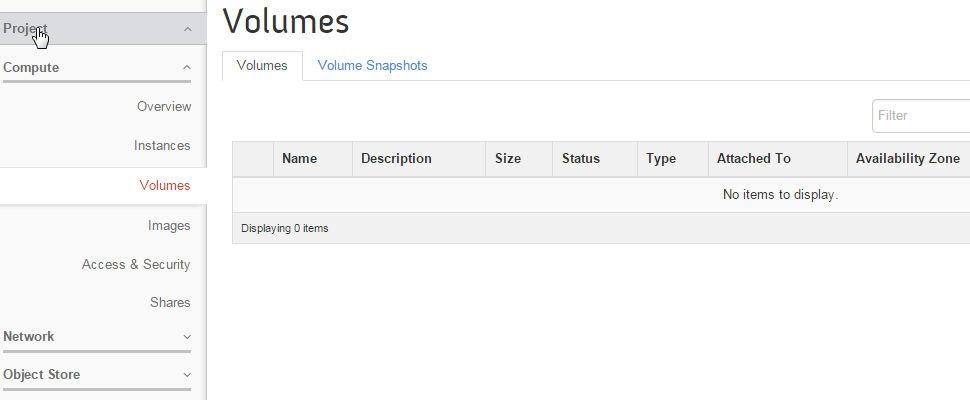 Project
Compute
Overview
Instances
Volumes
Images
Access & Security
Shares
Network
Object Store
Volumes
Volumes Volume Snapshots
Filter
Name Description Size Status Type Attached To Availability Zone
No items to display.
Displaying 0 items